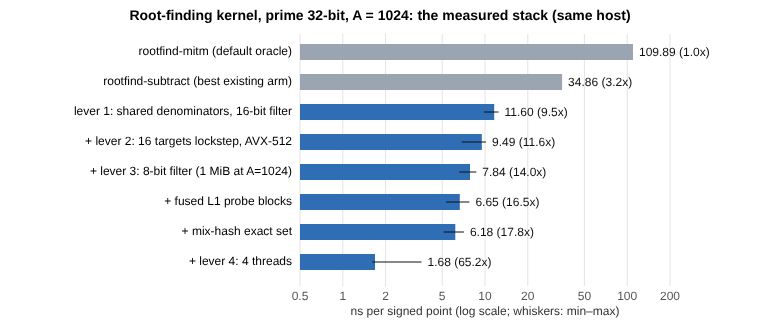 Root-finding kernel, prime 32-bit, A = 1024: the measured stack (same host)
rootfind-mitm (default oracle) 109.89 (1.0x)
rootfind-subtract (best existing arm) 34.86 (3.2x)
lever 1: shared denominators, 16-bit filter 11.60 (9.5x)
+ lever 2: 16 targets lockstep, AVX-512 9.49 (11.6x)
+ lever 3: 8-bit filter (1 MiB at A=1024) 7.84 (14.0x)
+ fused L1 probe blocks 6.65 (16.5x)
+ mix-hash exact set 6.18 (17.8x)
+ lever 4: 4 threads 1.68 (65.2x)
0.5 1 2 5 10 20 50 100 200
ns per signed point (log scale; whiskers: min–max)